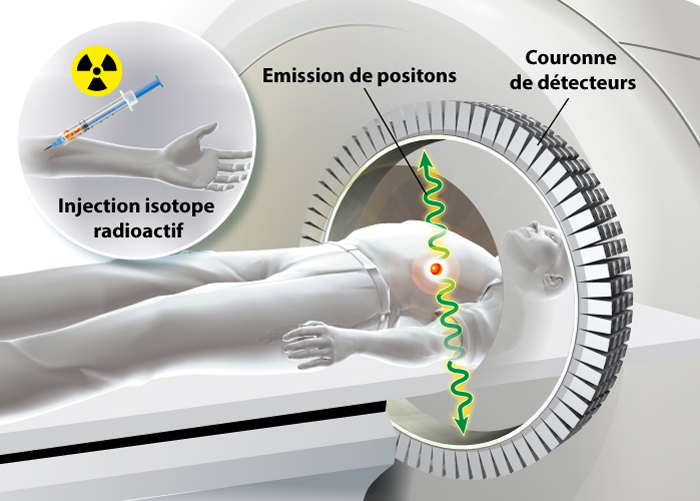 Emission de positons
Couronne
de détecteurs
Injection isotope
radioactif